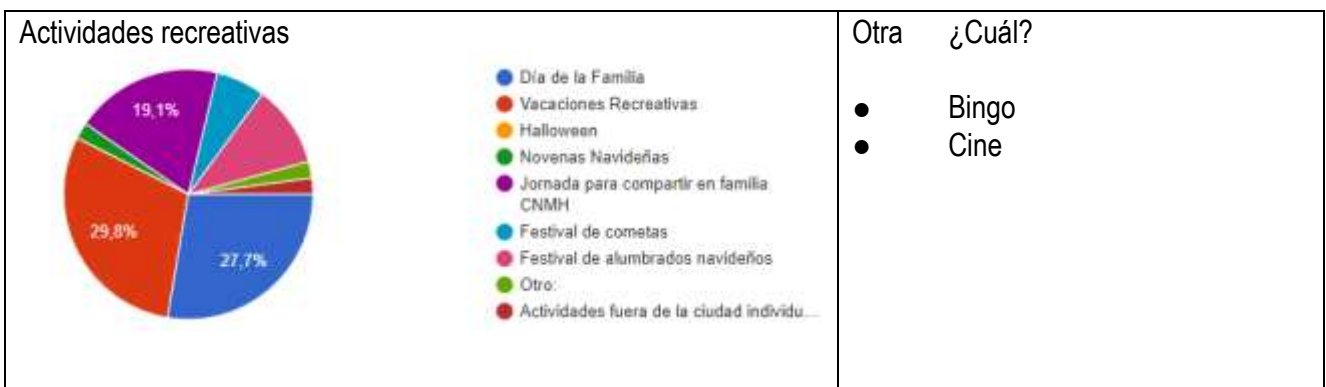 Actividades recreativas
19,1%
29,8%
27,7%
Día de la Familia
Vacaciones Recreativas
Halloween
Novenas Navideñas
Jornada para compartir en familia
CNMH
Festival de cometas
Festival de alumbrados navideños
Otro:
Actividades fuera de la ciudad individu...
Otra ¿Cuál?
● Bingo
● Cine